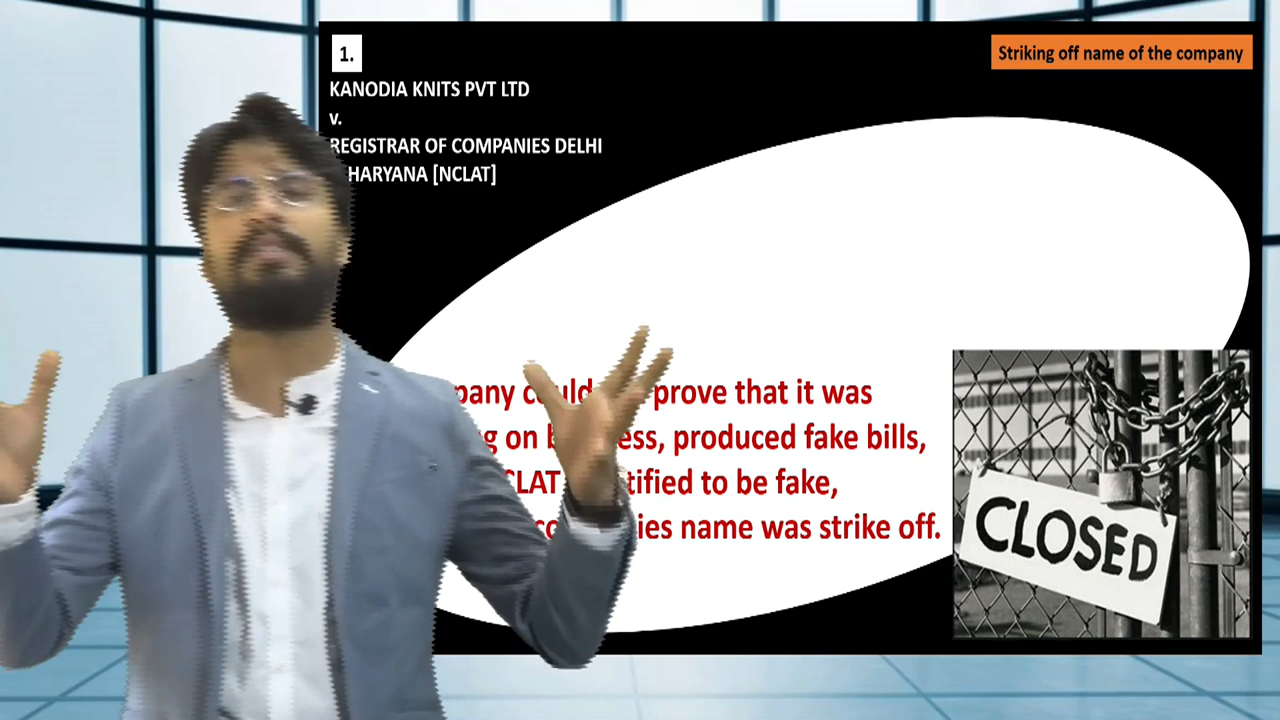 1.
Striking off name of the company
KANODIA KNITS PVT LTD
v.
REGISTRAR OF COMPANIES DELHI
HARYANA [NCLAT]
prove that it was
on produced fake bills,
to be fake,
name was strike off.
CLOSED